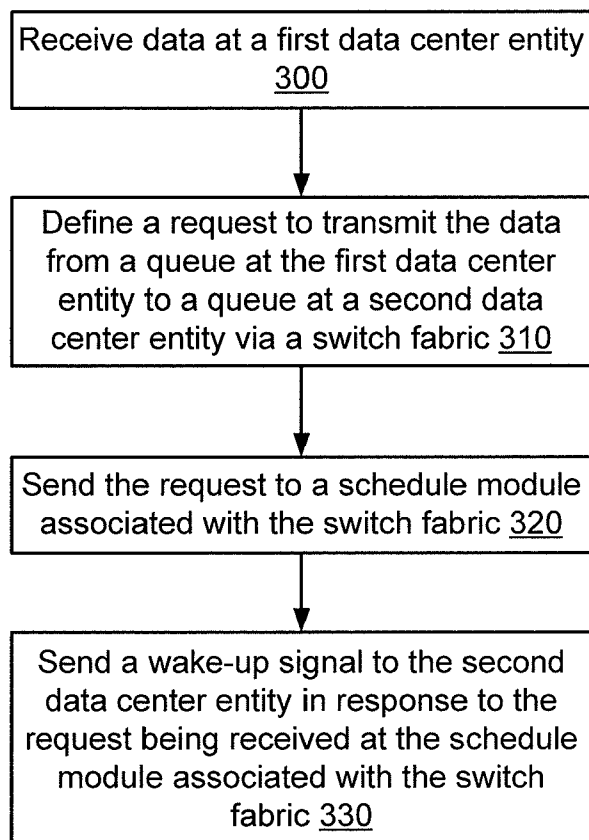 Receive data at a first data center entity
300
Define a request to transmit the data
from a queue at the first data center
entity to a queue at a second data
center entity via a switch fabric 310
Send the request to a schedule module
associated with the switch fabric 320
Send a wake-up signal to the second
data center entity in response to the
request being received at the schedule
module associated with the switch
fabric 330